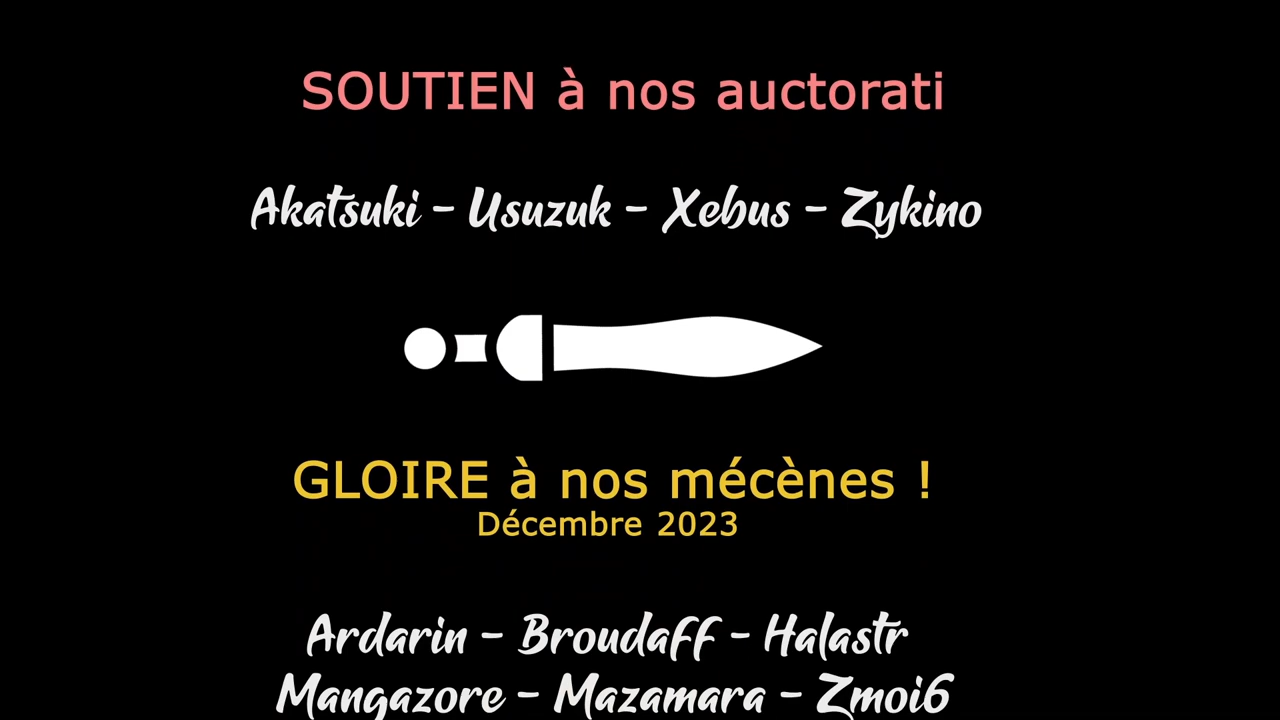 SOUTIEN à nos auctorati
Akatsuki - Usuzuk - Xebus - Zykino
GLOIRE à nos mécènes !
Décembre 2023
Ardarin - Broudaff - Halastr
Mangazore - Mazamara - Zmoi6